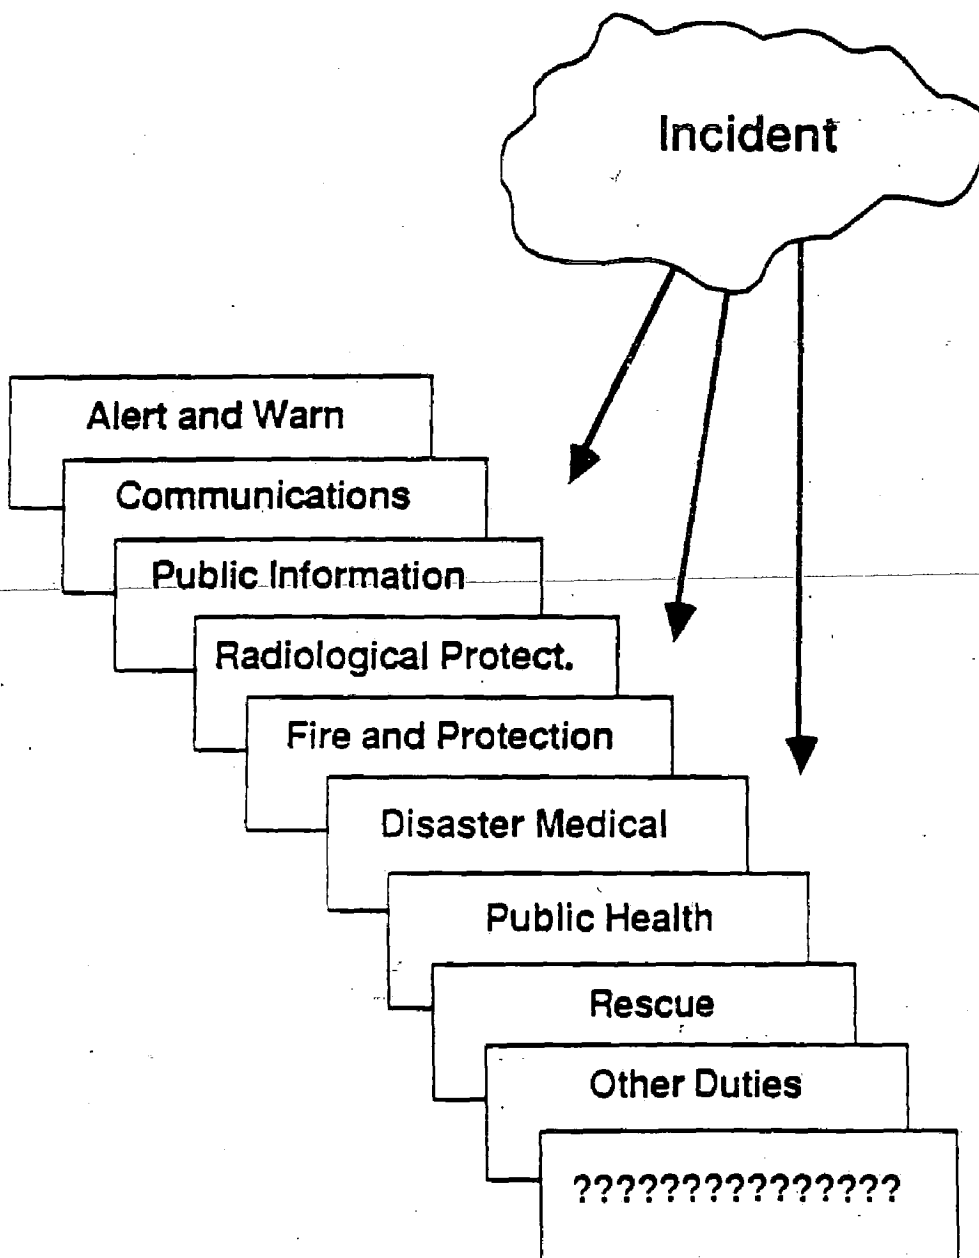 Incident
Alert and Warn
Communications
Public Information
Radiological Protect.
Fire and Protection
Disaster Medical
Public Health
Rescue
Other Duties
???????????????